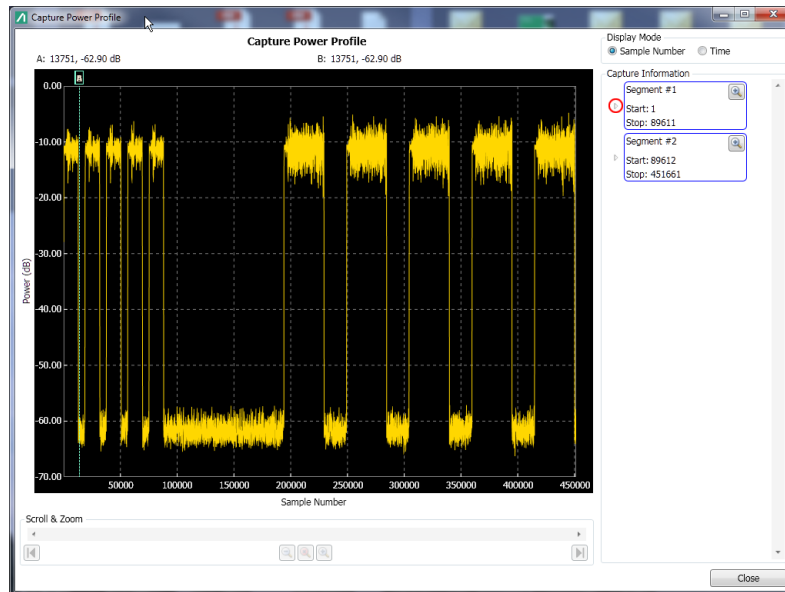 Capture Power Profile
Capture Power Profile
A: 13751, -62.90 dB
B: 13751, -62.90 dB
0.00
-10.00
-20.00
-30.00
-40.00
-50.00
-60.00
-70.00
Power (dB)
50000 100000 150000 200000 250000 300000 350000 400000 450000
Sample Number
Scroll & Zoom
Display Mode
Sample Number Time
Capture Information
Segment #1
Start: 1
Stop: 89611
Segment #2
Start: 89612
Stop: 451661
Close